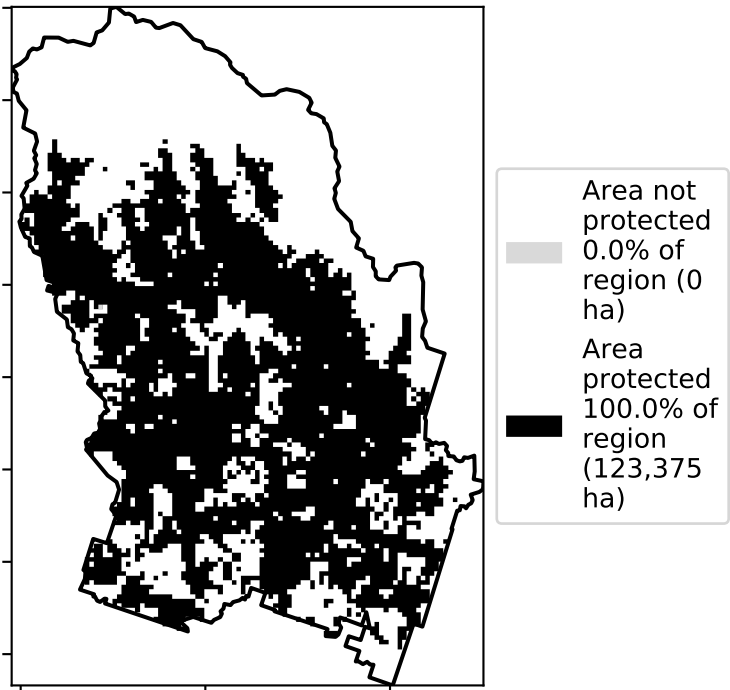 Area not
protected
0.0% of
region (0
ha)
Area
protected
100.0% of
region
(123,375
ha)